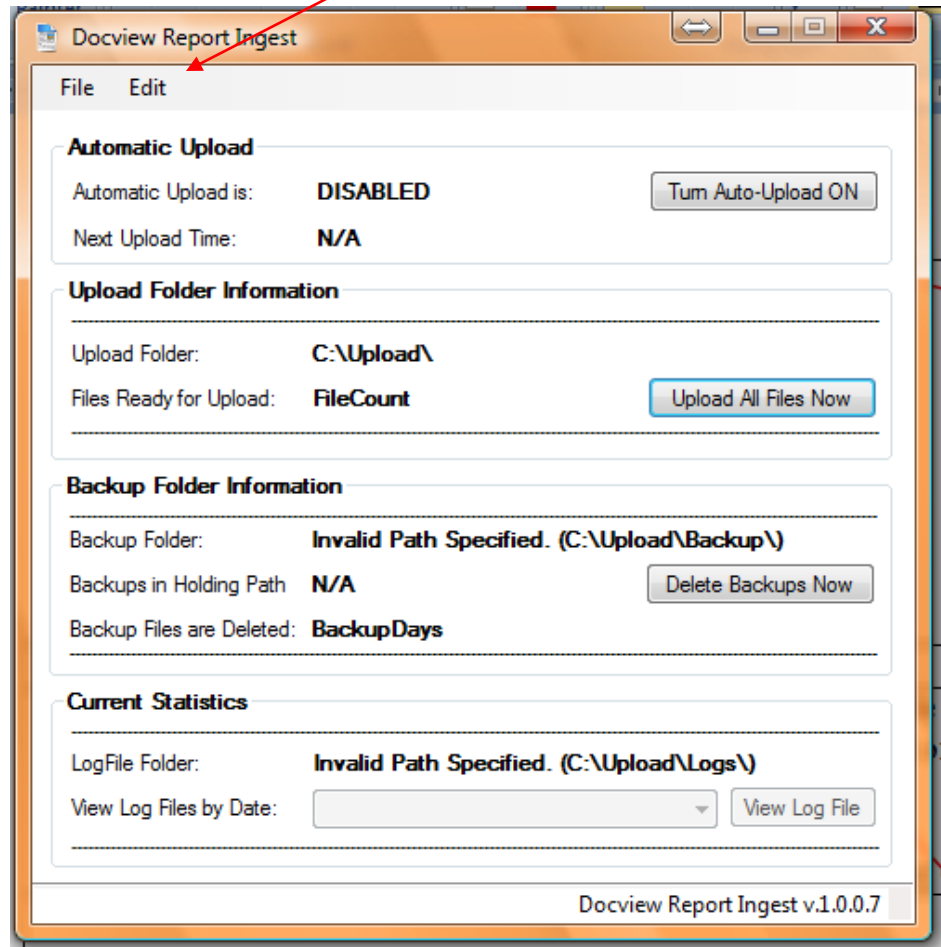 Docview Report Ingest
File Edit
Automatic Upload
Automatic Upload is: DISABLED Turn Auto-Upload ON
Next Upload Time: N/A
Upload Folder Information
Upload Folder: C:\Upload\
Files Ready for Upload: FileCount Upload All Files Now
Backup Folder Information
Backup Folder: Invalid Path Specified. (C:\Upload\Backup\)
Backups in Holding Path N/A Delete Backups Now
Backup Files are Deleted: BackupDays
Current Statistics
LogFile Folder: Invalid Path Specified. (C:\Upload\Logs\)
View Log Files by Date: View Log File
Docview Report Ingest v.1.0.0.7